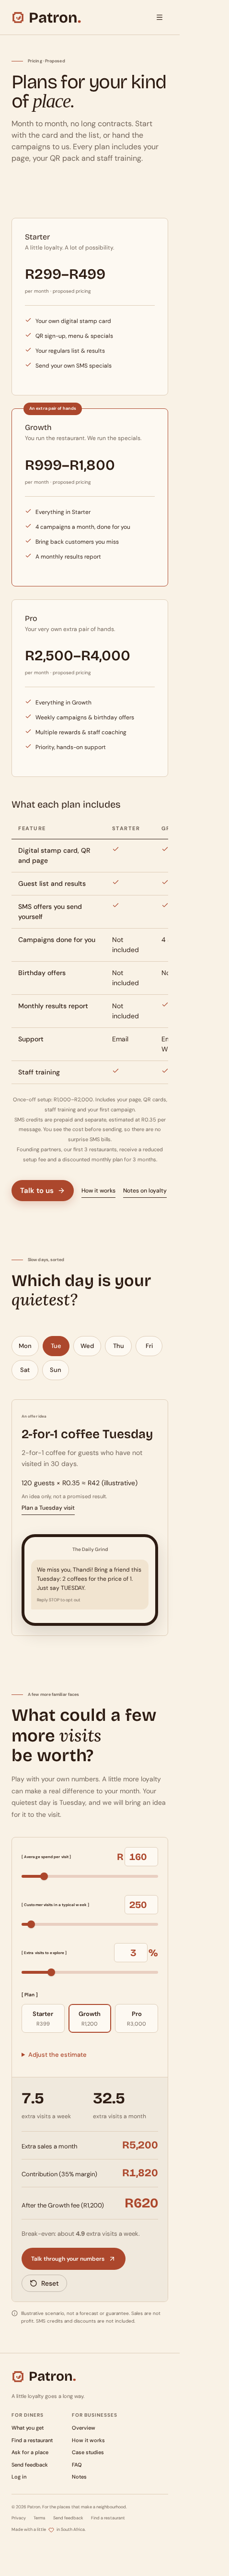 Patron.
Pricing · Proposed
Plans for your kind
of place.
Month to month, no long contracts. Start
with the card and the list, or hand the
campaigns to us. Every plan includes your
page, your QR pack and staff training.
Starter
A little loyalty. A lot of possibility.
R299–R499
per month · proposed pricing
Your own digital stamp card
QR sign-up, menu & specials
Your regulars list & results
Send your own SMS specials
An extra pair of hands
Growth
You run the restaurant. We run the specials.
R999–R1,800
per month · proposed pricing
Everything in Starter
4 campaigns a month, done for you
Bring back customers you miss
A monthly results report
Pro
Your very own extra pair of hands.
R2,500–R4,000
per month · proposed pricing
Everything in Growth
Weekly campaigns & birthday offers
Multiple rewards & staff coaching
Priority, hands-on support
What each plan includes
FEATURE STARTER GR
Digital stamp card, QR
and page
Guest list and results
SMS offers you send
yourself
Campaigns done for you Not included 4
Birthday offers Not included No
Monthly results report Not included
Support Email Em W
Staff training
Once-off setup: R1,000–R2,000. Includes your page, QR cards,
staff training and your first campaign.
SMS credits are prepaid and separate, estimated at R0.35 per
message. You see the cost before sending, so there are no
surprise SMS bills.
Founding partners, our first 3 restaurants, receive a reduced
setup fee and a discounted monthly plan for 3 months.
Talk to us How it works Notes on loyalty
Slow days, sorted
Which day is your
quietest?
Mon Tue Wed Thu Fri
Sat Sun
An offer idea
2-for-1 coffee Tuesday
2-for-1 coffee for guests who have not
visited in 30 days.
120 guests × R0.35 = R42 (illustrative)
An idea only, not a promised result.
Plan a Tuesday visit
The Daily Grind
We miss you, Thandi! Bring a friend this
Tuesday: 2 coffees for the price of 1.
Just say TUESDAY.
Reply STOP to opt out
A few more familiar faces
What could a few
more visits
be worth?
Play with your own numbers. A little more loyalty
can make a real difference to your month. Your
quietest day is Tuesday, and we will bring an idea
for it to the visit.
[ Average spend per visit ] R 160
[ Customer visits in a typical week ] 250
[ Extra visits to explore ] 3 %
[ Plan ]
Starter Growth Pro
R399 R1,200 R3,000
Adjust the estimate
7.5 32.5
extra visits a week extra visits a month
Extra sales a month R5,200
Contribution (35% margin) R1,820
After the Growth fee (R1,200) R620
Break-even: about 4.9 extra visits a week.
Talk through your numbers
Reset
Illustrative scenario, not a forecast or guarantee. Sales are not
profit. SMS credits and discounts are not included.
Patron.
A little loyalty goes a long way.
FOR DINERS FOR BUSINESSES
What you get Overview
Find a restaurant How it works
Ask for a place Case studies
Send feedback FAQ
Log in Notes
© 2026 Patron. For the places that make a neighbourhood.
Privacy Terms Send feedback Find a restaurant
Made with a little in South Africa